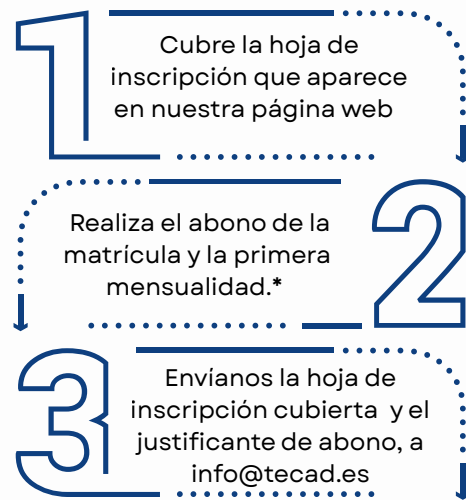 1
Cubre la hoja de
inscripción que aparece
en nuestra página web
2
Realiza el abono de la
matrícula y la primera
mensualidad.*
3
Envíanos la hoja de
inscripción cubierta y el
justificante de abono, a
info@tecad.es